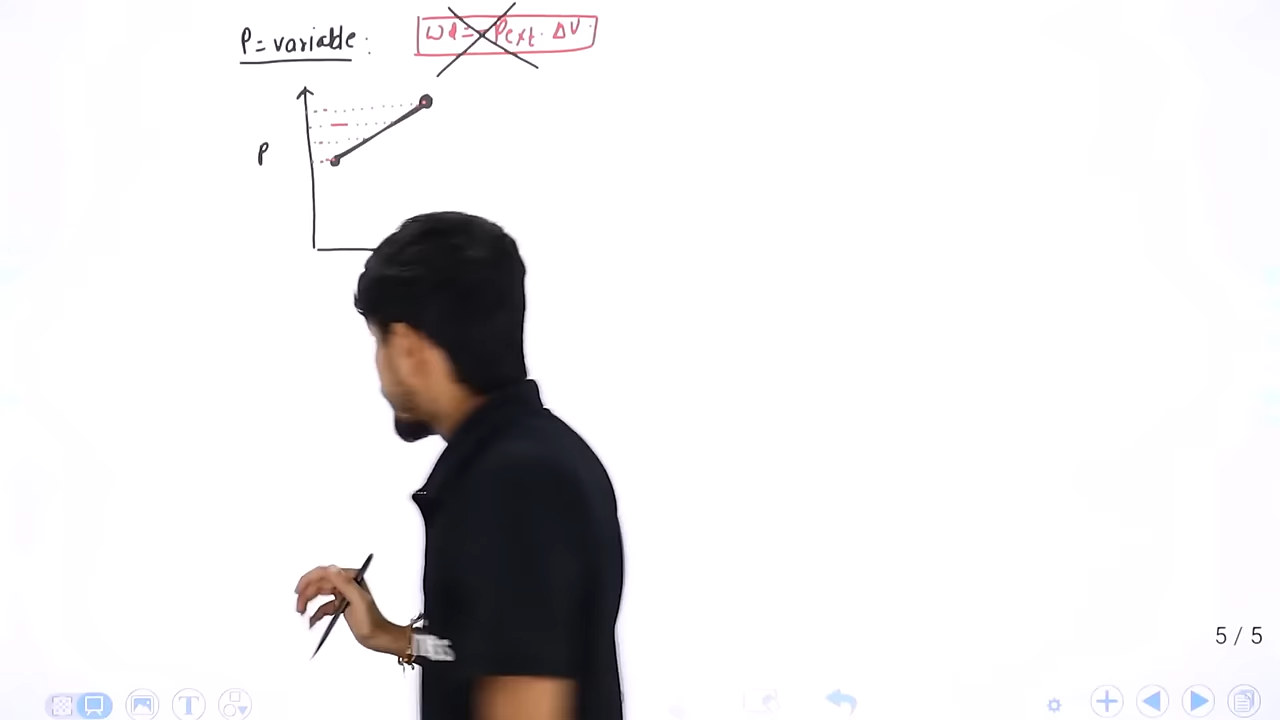 P = variable :
Wd = - Pext. ΔV
P
5 / 5
T